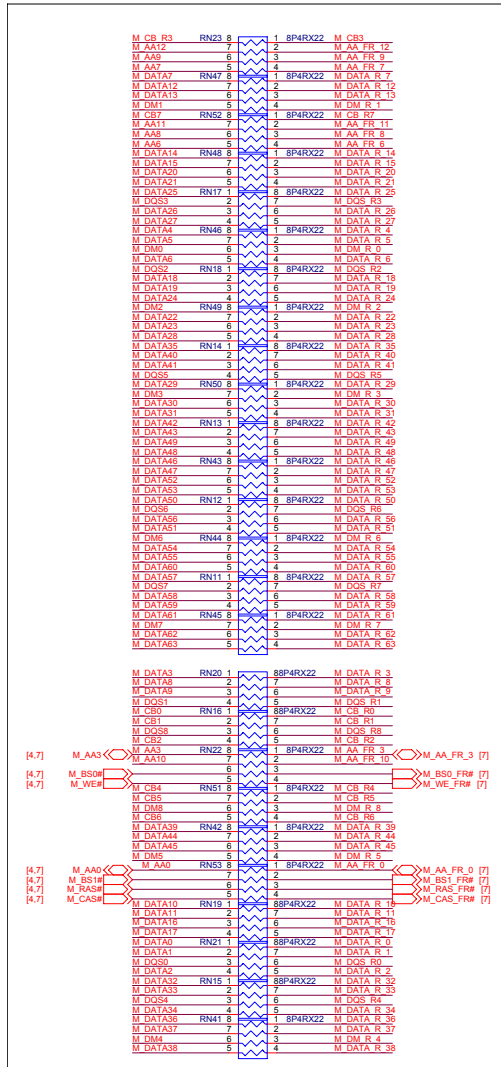 M_CB_R3 RN23 8 1 8P4RX22 M_CB3
M_AA12 7 2 M_AA_FR_12
M_AA9 6 3 M_AA_FR_9
M_AA7 5 4 M_AA_FR_7
M_DATA7 RN47 8 1 8P4RX22 M_DATA_R_7
M_DATA12 7 2 M_DATA_R_12
M_DATA13 6 3 M_DATA_R_13
M_DM1 5 4 M_DM_R_1
M_CB7 RN52 8 1 8P4RX22 M_CB_R7
M_AA11 7 2 M_AA_FR_11
M_AA8 6 3 M_AA_FR_8
M_AA6 5 4 M_AA_FR_6
M_DATA14 RN48 8 1 8P4RX22 M_DATA_R_14
M_DATA15 7 2 M_DATA_R_15
M_DATA20 6 3 M_DATA_R_20
M_DATA21 5 4 M_DATA_R_21
M_DATA25 RN17 1 8 8P4RX22 M_DATA_R_25
M_DQS3 2 7 M_DQS_R3
M_DATA26 3 6 M_DATA_R_26
M_DATA27 4 5 M_DATA_R_27
M_DATA4 RN46 8 1 8P4RX22 M_DATA_R_4
M_DATA5 7 2 M_DATA_R_5
M_DM0 6 3 M_DM_R_0
M_DATA6 5 4 M_DATA_R_6
M_DQS2 RN18 1 8 8P4RX22 M_DQS_R2
M_DATA18 2 7 M_DATA_R_18
M_DATA19 3 6 M_DATA_R_19
M_DATA24 4 5 M_DATA_R_24
M_DM2 RN49 8 1 8P4RX22 M_DM_R_2
M_DATA22 7 2 M_DATA_R_22
M_DATA23 6 3 M_DATA_R_23
M_DATA28 5 4 M_DATA_R_28
M_DATA35 RN14 1 8 8P4RX22 M_DATA_R_35
M_DATA40 2 7 M_DATA_R_40
M_DATA41 3 6 M_DATA_R_41
M_DQS5 4 5 M_DQS_R5
M_DATA29 RN50 8 1 8P4RX22 M_DATA_R_29
M_DM3 7 2 M_DM_R_3
M_DATA30 6 3 M_DATA_R_30
M_DATA31 5 4 M_DATA_R_31
M_DATA42 RN13 1 8 8P4RX22 M_DATA_R_42
M_DATA43 2 7 M_DATA_R_43
M_DATA49 3 6 M_DATA_R_49
M_DATA48 4 5 M_DATA_R_48
M_DATA46 RN43 8 1 8P4RX22 M_DATA_R_46
M_DATA47 7 2 M_DATA_R_47
M_DATA52 6 3 M_DATA_R_52
M_DATA53 5 4 M_DATA_R_53
M_DATA50 RN12 1 8 8P4RX22 M_DATA_R_50
M_DQS6 2 7 M_DQS_R6
M_DATA56 3 6 M_DATA_R_56
M_DATA51 4 5 M_DATA_R_51
M_DM6 RN44 8 1 8P4RX22 M_DM_R_6
M_DATA54 7 2 M_DATA_R_54
M_DATA55 6 3 M_DATA_R_55
M_DATA60 5 4 M_DATA_R_60
M_DATA57 RN11 1 8 8P4RX22 M_DATA_R_57
M_DQS7 2 7 M_DQS_R7
M_DATA58 3 6 M_DATA_R_58
M_DATA59 4 5 M_DATA_R_59
M_DATA61 RN45 8 1 8P4RX22 M_DATA_R_61
M_DM7 7 2 M_DM_R_7
M_DATA62 6 3 M_DATA_R_62
M_DATA63 5 4 M_DATA_R_63
M_DATA3 RN20 1 88P4RX22 M_DATA_R_3
M_DATA8 2 7 M_DATA_R_8
M_DATA9 3 6 M_DATA_R_9
M_DQS1 4 5 M_DQS_R1
M_CB0 RN16 1 88P4RX22 M_CB_R0
M_CB1 2 7 M_CB_R1
M_DQS8 3 6 M_DQS_R8
M_CB2 4 5 M_CB_R2
[4,7] M_AA3 M_AA3 RN22 8 1 8P4RX22 M_AA_FR_3 M_AA_FR_3 [7]
M_AA10 7 2 M_AA_FR_10
[4,7] M_BS0# 6 3 M_BS0_FR# [7]
[4,7] M_WE# 5 4 M_WE_FR# [7]
M_CB4 RN51 8 1 8P4RX22 M_CB_R4
M_CB5 7 2 M_CB_R5
M_DM8 6 3 M_DM_R_8
M_CB6 5 4 M_CB_R6
M_DATA39 RN42 8 1 8P4RX22 M_DATA_R_39
M_DATA44 7 2 M_DATA_R_44
M_DATA45 6 3 M_DATA_R_45
M_DM5 5 4 M_DM_R_5
[4,7] M_AA0 M_AA0 RN53 8 1 8P4RX22 M_AA_FR_0 M_AA_FR_0 [7]
[4,7] M_BS1# 7 2 M_BS1_FR# [7]
[4,7] M_RAS# 6 3 M_RAS_FR# [7]
[4,7] M_CAS# 5 4 M_CAS_FR# [7]
M_DATA10 RN19 1 88P4RX22 M_DATA_R_10
M_DATA11 2 7 M_DATA_R_11
M_DATA16 3 6 M_DATA_R_16
M_DATA17 4 5 M_DATA_R_17
M_DATA0 RN21 1 88P4RX22 M_DATA_R_0
M_DATA1 2 7 M_DATA_R_1
M_DQS0 3 6 M_DQS_R0
M_DATA2 4 5 M_DATA_R_2
M_DATA32 RN15 1 88P4RX22 M_DATA_R_32
M_DATA33 2 7 M_DATA_R_33
M_DQS4 3 6 M_DQS_R4
M_DATA34 4 5 M_DATA_R_34
M_DATA36 RN41 8 1 8P4RX22 M_DATA_R_36
M_DATA37 7 2 M_DATA_R_37
M_DM4 6 3 M_DM_R_4
M_DATA38 5 4 M_DATA_R_38